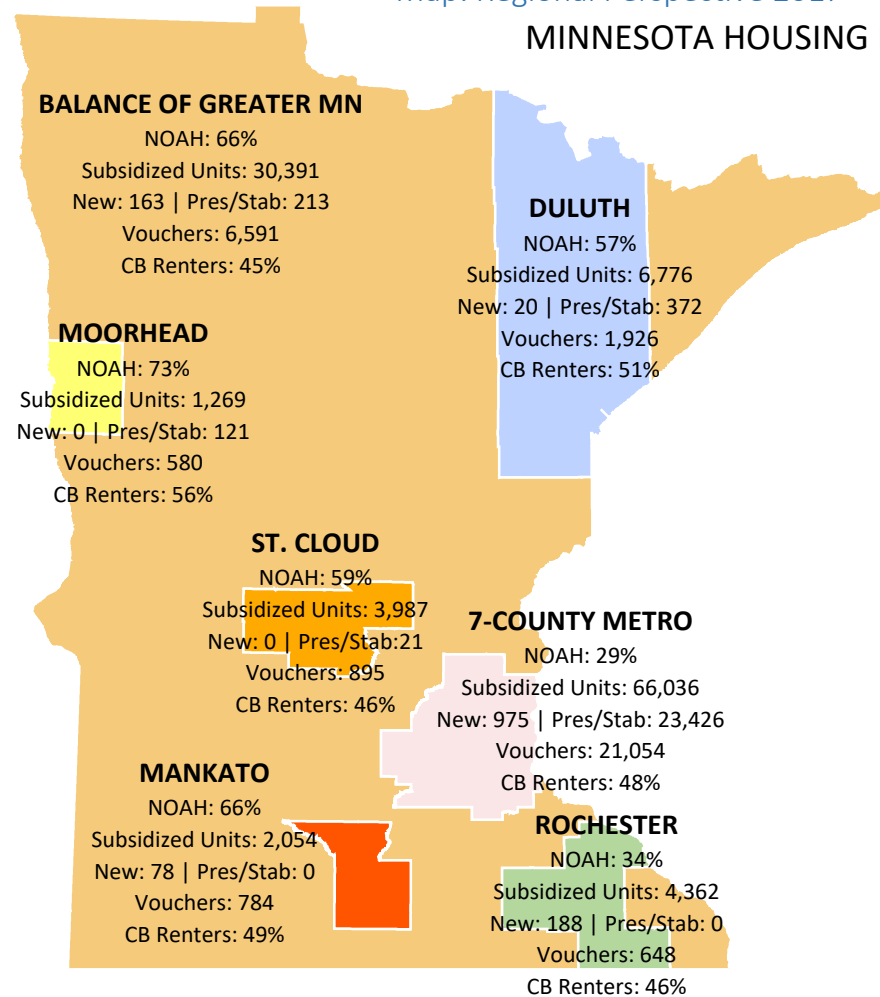 MINNESOTA HOUSING
BALANCE OF GREATER MN
NOAH: 66%
Subsidized Units: 30,391
New: 163 | Pres/Stab: 213
Vouchers: 6,591
CB Renters: 45%
DULUTH
NOAH: 57%
Subsidized Units: 6,776
New: 20 | Pres/Stab: 372
Vouchers: 1,926
CB Renters: 51%
MOORHEAD
NOAH: 73%
Subsidized Units: 1,269
New: 0 | Pres/Stab: 121
Vouchers: 580
CB Renters: 56%
ST. CLOUD
NOAH: 59%
Subsidized Units: 3,987
New: 0 | Pres/Stab:21
Vouchers: 895
CB Renters: 46%
7-COUNTY METRO
NOAH: 29%
Subsidized Units: 66,036
New: 975 | Pres/Stab: 23,426
Vouchers: 21,054
CB Renters: 48%
MANKATO
NOAH: 66%
Subsidized Units: 2,054
New: 78 | Pres/Stab: 0
Vouchers: 784
CB Renters: 49%
ROCHESTER
NOAH: 34%
Subsidized Units: 4,362
New: 188 | Pres/Stab: 0
Vouchers: 648
CB Renters: 46%